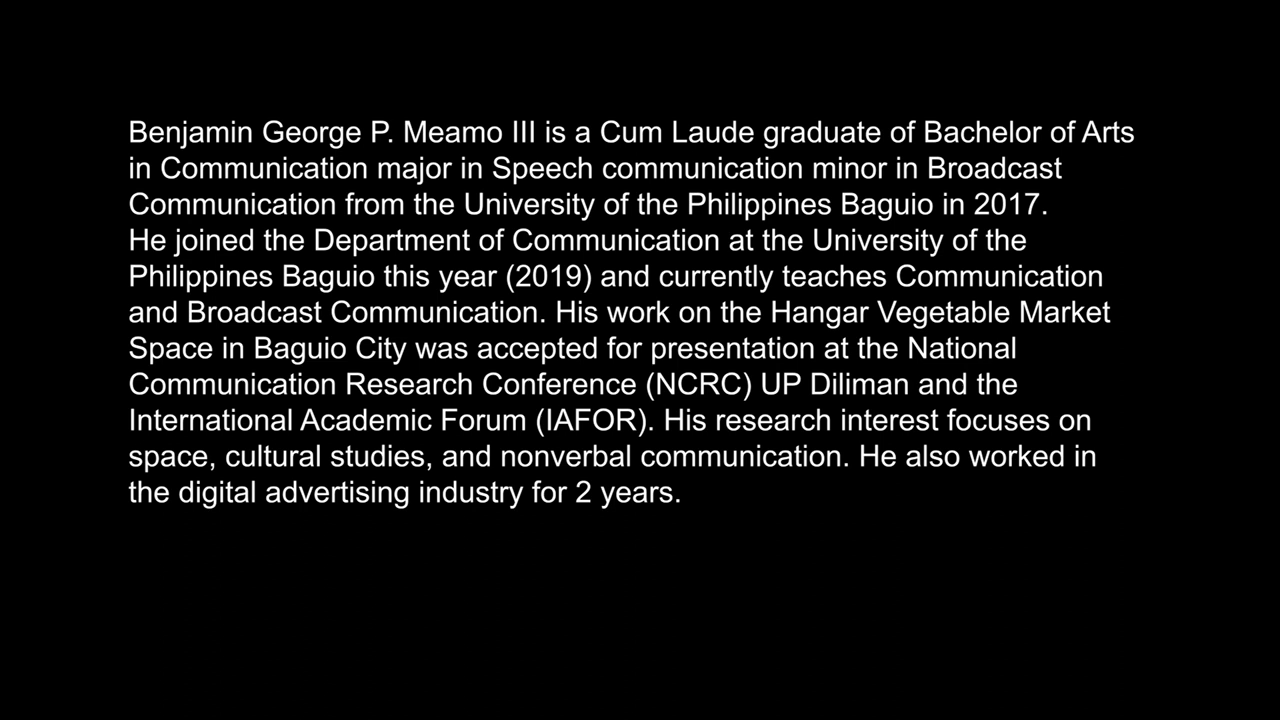 Benjamin George P. Meamo III is a Cum Laude graduate of Bachelor of Arts
in Communication major in Speech communication minor in Broadcast
Communication from the University of the Philippines Baguio in 2017.
He joined the Department of Communication at the University of the
Philippines Baguio this year (2019) and currently teaches Communication
and Broadcast Communication. His work on the Hangar Vegetable Market
Space in Baguio City was accepted for presentation at the National
Communication Research Conference (NCRC) UP Diliman and the
International Academic Forum (IAFOR). His research interest focuses on
space, cultural studies, and nonverbal communication. He also worked in
the digital advertising industry for 2 years.